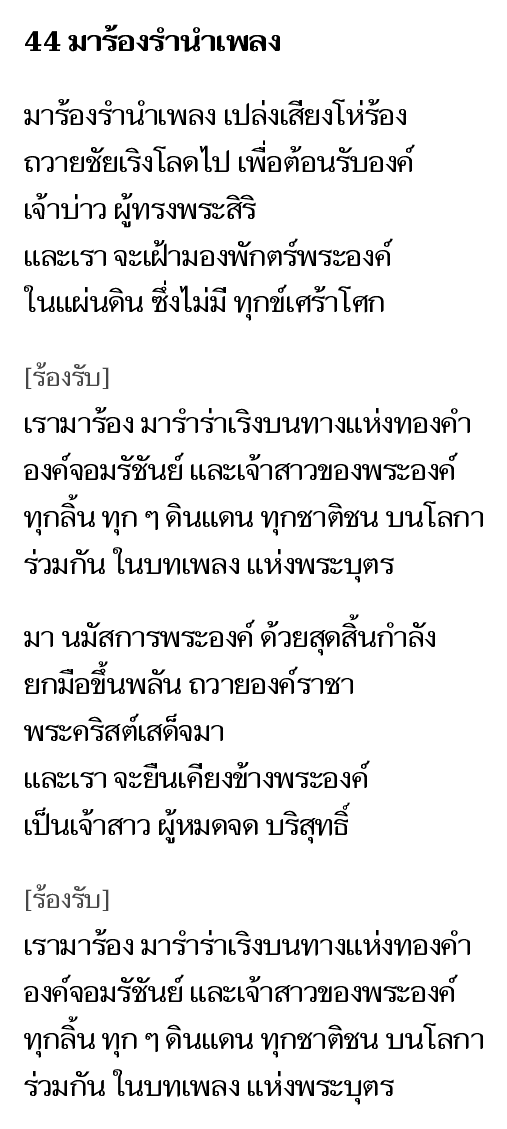 44 มาร้องรำนำเพลง
มาร้องรำนำเพลง เปล่งเสียงโห่ร้อง
ถวายชัยเริงโลดไป เพื่อต้อนรับองค์
เจ้าบ่าว ผู้ทรงพระสิริ
และเรา จะเฝ้ามองพักตร์พระองค์
ในแผ่นดิน ซึ่งไม่มี ทุกข์เศร้าโศก
[ร้องรับ]
เรามาร้อง มารำร่าเริงบนทางแห่งทองคำ
องค์จอมรัชันย์ และเจ้าสาวของพระองค์
ทุกลิ้น ทุก ๆ ดินแดน ทุกชาติชน บนโลกา
ร่วมกัน ในบทเพลง แห่งพระบุตร
มา นมัสการพระองค์ ด้วยสุดสิ้นกำลัง
ยกมือขึ้นพลัน ถวายองค์ราชา
พระคริสต์เสด็จมา
และเรา จะยืนเคียงข้างพระองค์
เป็นเจ้าสาว ผู้หมดจด บริสุทธิ์
[ร้องรับ]
เรามาร้อง มารำร่าเริงบนทางแห่งทองคำ
องค์จอมรัชันย์ และเจ้าสาวของพระองค์
ทุกลิ้น ทุก ๆ ดินแดน ทุกชาติชน บนโลกา
ร่วมกัน ในบทเพลง แห่งพระบุตร